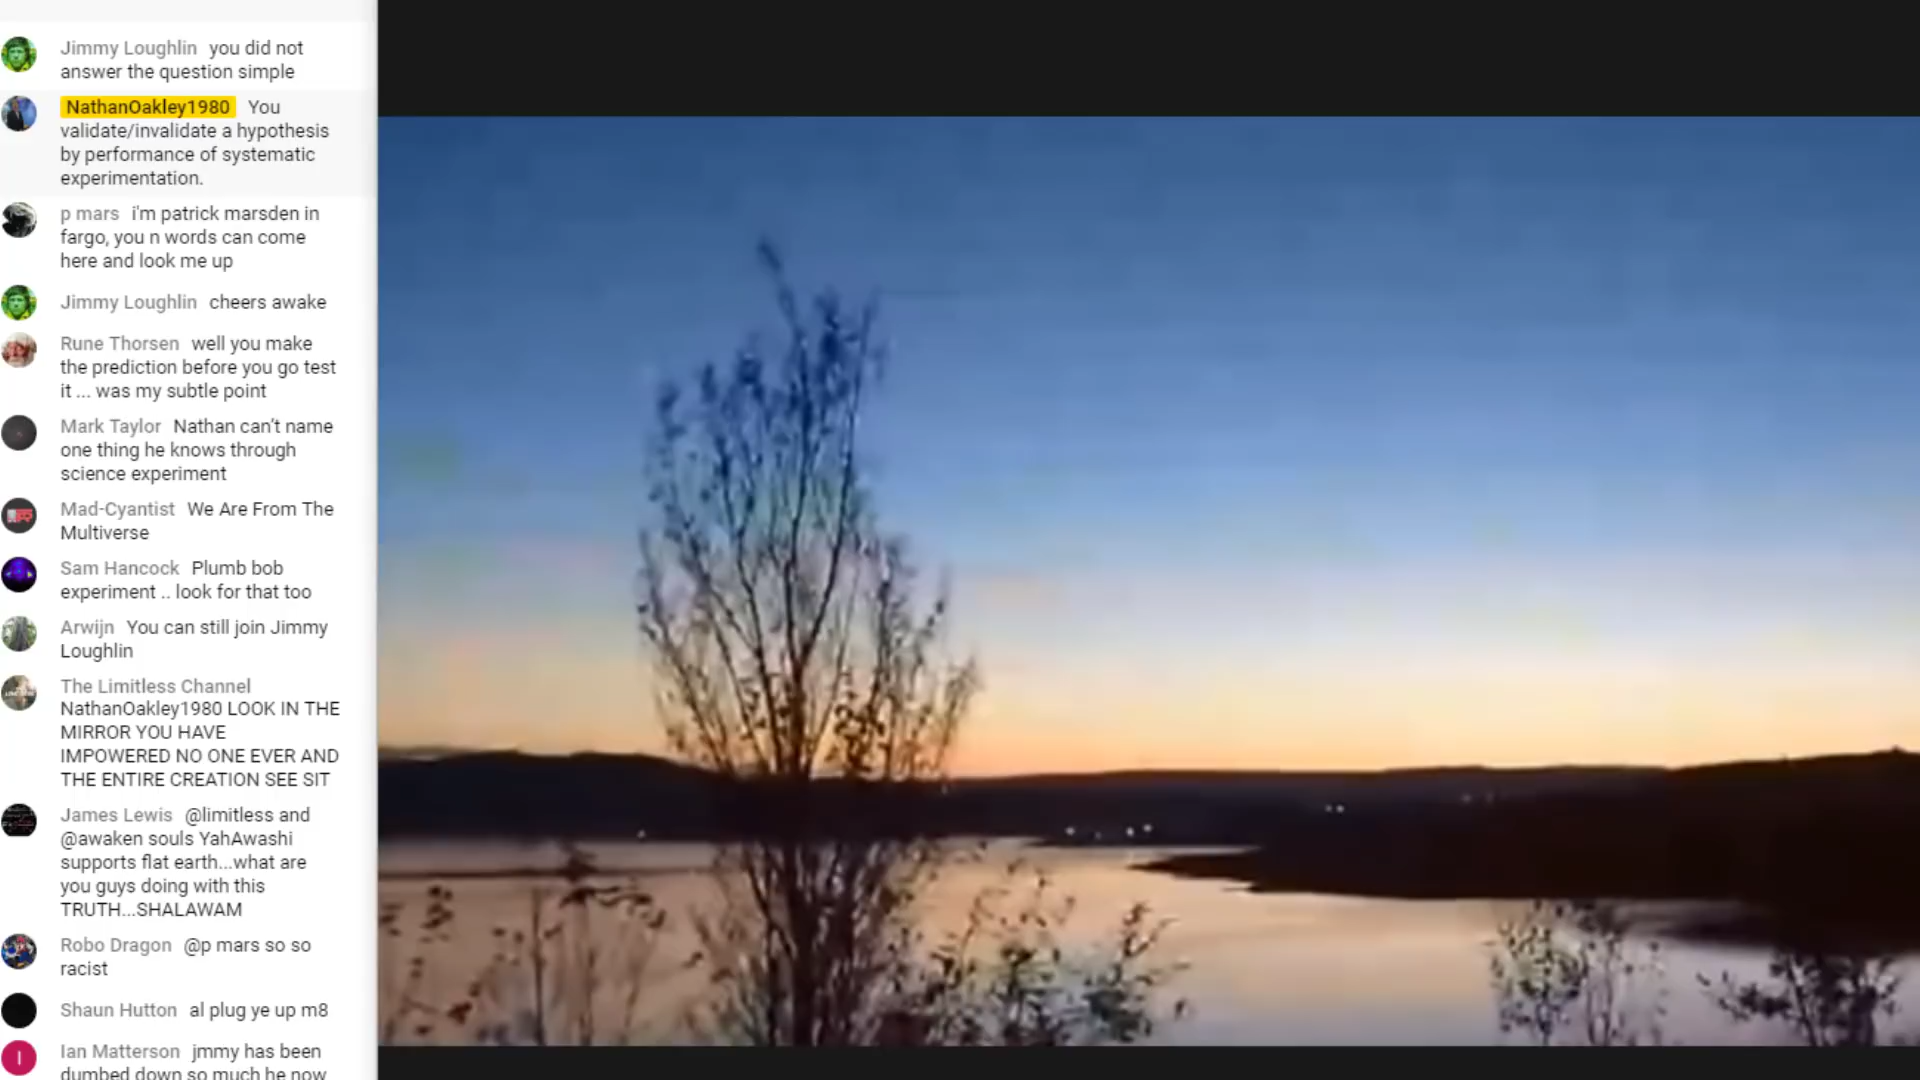 Jimmy Loughlin you did not
answer the question simple
NathanOakley1980 You
validate/invalidate a hypothesis
by performance of systematic
experimentation.
p mars i'm patrick marsden in
fargo, you n words can come
here and look me up
Jimmy Loughlin cheers awake
Rune Thorsen well you make
the prediction before you go test
it ... was my subtle point
Mark Taylor Nathan can't name
one thing he knows through
science experiment
Mad-Cyantist We Are From The
Multiverse
Sam Hancock Plumb bob
experiment .. look for that too
Arwijn You can still join Jimmy
Loughlin
The Limitless Channel
NathanOakley1980 LOOK IN THE
MIRROR YOU HAVE
IMPOWERED NO ONE EVER AND
THE ENTIRE CREATION SEE SIT
James Lewis @limitless and
@awaken souls YahAwashi
supports flat earth...what are
you guys doing with this
TRUTH...SHALAWAM
Robo Dragon @p mars so so
racist
Shaun Hutton al plug ye up m8
I
Ian Matterson jmmy has been
dumbed down so much he now